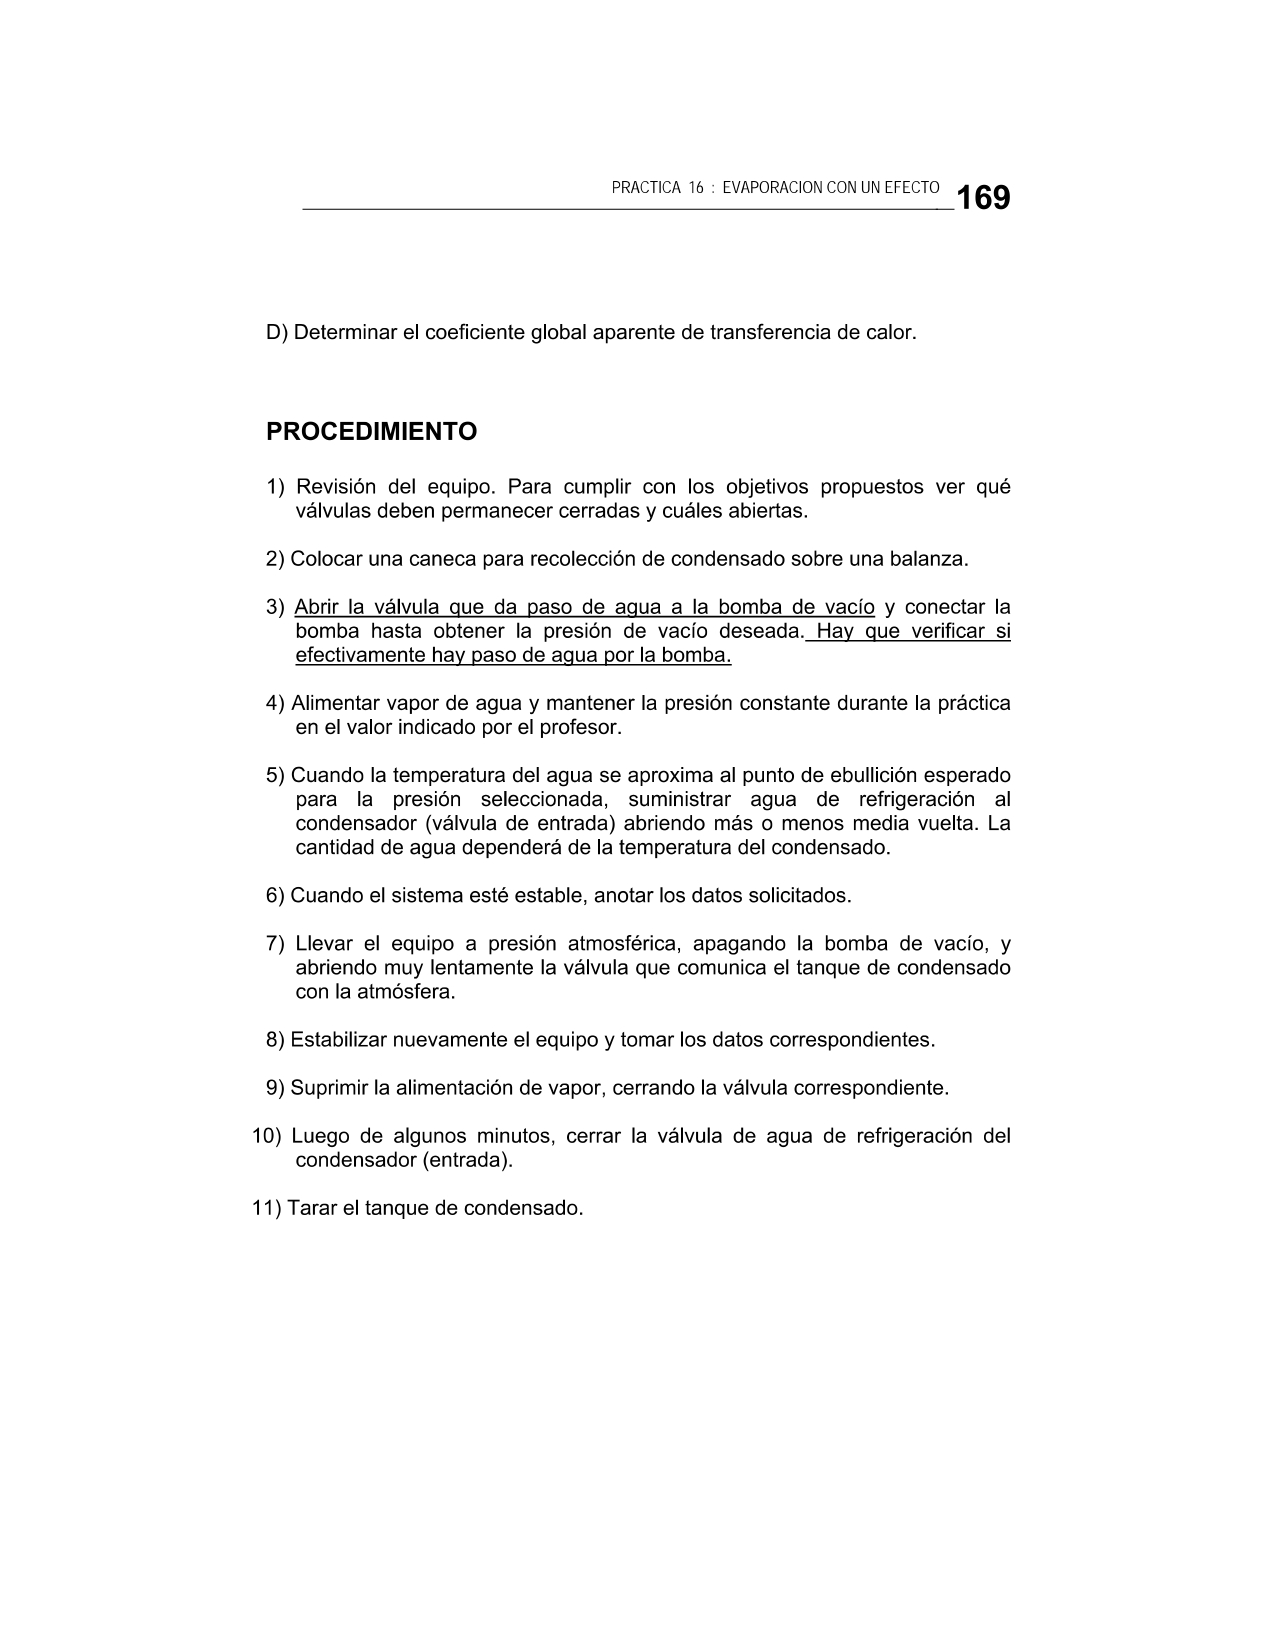 PRACTICA 16 : EVAPORACION CON UN EFECTO 169
D) Determinar el coeficiente global aparente de transferencia de calor.
PROCEDIMIENTO
1) Revisión del equipo. Para cumplir con los objetivos propuestos ver qué
válvulas deben permanecer cerradas y cuáles abiertas.
2) Colocar una caneca para recolección de condensado sobre una balanza.
3) Abrir la válvula que da paso de agua a la bomba de vacío y conectar la
bomba hasta obtener la presión de vacío deseada. Hay que verificar si
efectivamente hay paso de agua por la bomba.
4) Alimentar vapor de agua y mantener la presión constante durante la práctica
en el valor indicado por el profesor.
5) Cuando la temperatura del agua se aproxima al punto de ebullición esperado
para la presión seleccionada, suministrar agua de refrigeración al
condensador (válvula de entrada) abriendo más o menos media vuelta. La
cantidad de agua dependerá de la temperatura del condensado.
6) Cuando el sistema esté estable, anotar los datos solicitados.
7) Llevar el equipo a presión atmosférica, apagando la bomba de vacío, y
abriendo muy lentamente la válvula que comunica el tanque de condensado
con la atmósfera.
8) Estabilizar nuevamente el equipo y tomar los datos correspondientes.
9) Suprimir la alimentación de vapor, cerrando la válvula correspondiente.
10) Luego de algunos minutos, cerrar la válvula de agua de refrigeración del
condensador (entrada).
11) Tarar el tanque de condensado.